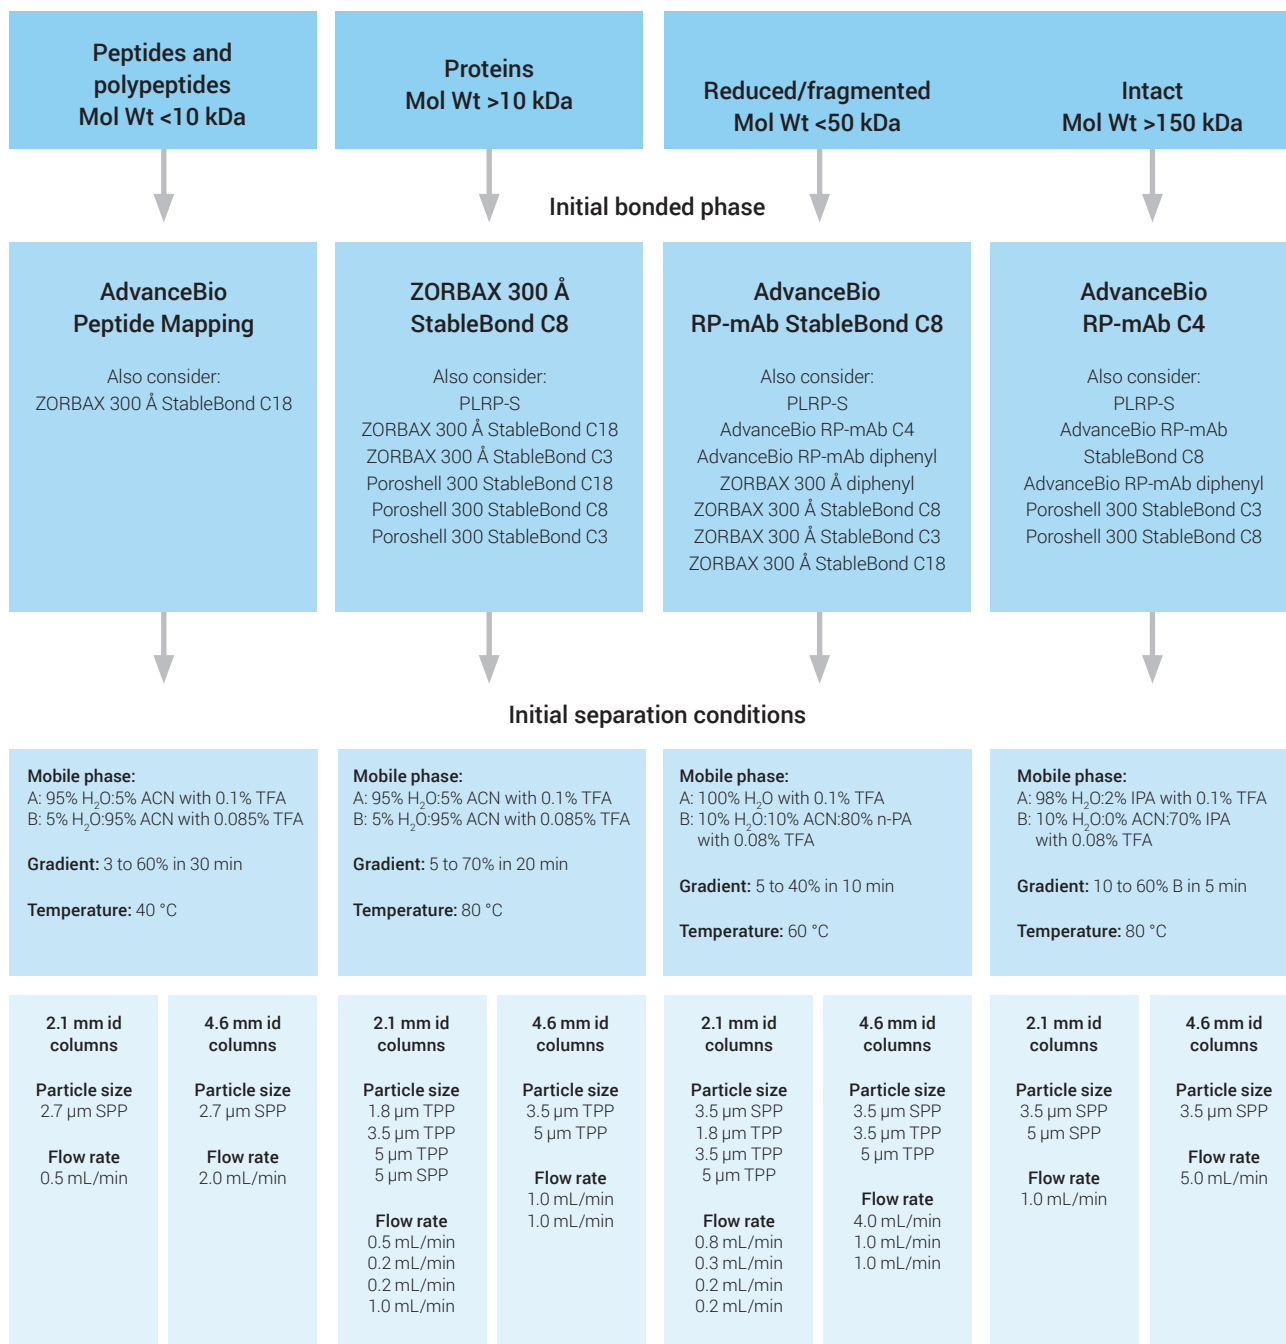 Peptides and
polypeptides
Mol Wt <10 kDa
Proteins
Mol Wt >10 kDa
Reduced/fragmented
Mol Wt <50 kDa
Intact
Mol Wt >150 kDa
Initial bonded phase
AdvanceBio
Peptide Mapping
Also consider:
ZORBAX 300 Å StableBond C18
ZORBAX 300 Å
StableBond C8
Also consider:
PLRP-S
ZORBAX 300 Å StableBond C18
ZORBAX 300 Å StableBond C3
Poroshell 300 StableBond C18
Poroshell 300 StableBond C8
Poroshell 300 StableBond C3
AdvanceBio
RP-mAb StableBond C8
Also consider:
PLRP-S
AdvanceBio RP-mAb C4
AdvanceBio RP-mAb diphenyl
ZORBAX 300 Å diphenyl
ZORBAX 300 Å StableBond C8
ZORBAX 300 Å StableBond C3
ZORBAX 300 Å StableBond C18
AdvanceBio
RP-mAb C4
Also consider:
PLRP-S
AdvanceBio RP-mAb
StableBond C8
AdvanceBio RP-mAb diphenyl
Poroshell 300 StableBond C3
Poroshell 300 StableBond C8
Initial separation conditions
Mobile phase:
A: 95% H₂O:5% ACN with 0.1% TFA
B: 5% H₂O:95% ACN with 0.085% TFA
Gradient: 3 to 60% in 30 min
Temperature: 40 °C
Mobile phase:
A: 95% H₂O:5% ACN with 0.1% TFA
B: 5% H₂O:95% ACN with 0.085% TFA
Gradient: 5 to 70% in 20 min
Temperature: 80 °C
Mobile phase:
A: 100% H₂O with 0.1% TFA
B: 10% H₂O:10% ACN:80% n-PA
with 0.08% TFA
Gradient: 5 to 40% in 10 min
Temperature: 60 °C
Mobile phase:
A: 98% H₂O:2% IPA with 0.1% TFA
B: 10% H₂O:0% ACN:70% IPA
with 0.08% TFA
Gradient: 10 to 60% B in 5 min
Temperature: 80 °C
2.1 mm id
columns
Particle size
2.7 µm SPP
Flow rate
0.5 mL/min
4.6 mm id
columns
Particle size
2.7 µm SPP
Flow rate
2.0 mL/min
2.1 mm id
columns
Particle size
1.8 µm TPP
3.5 µm TPP
5 µm TPP
5 µm SPP
Flow rate
0.5 mL/min
0.2 mL/min
0.2 mL/min
1.0 mL/min
4.6 mm id
columns
Particle size
3.5 µm TPP
5 µm TPP
Flow rate
1.0 mL/min
1.0 mL/min
2.1 mm id
columns
Particle size
3.5 µm SPP
1.8 µm TPP
3.5 µm TPP
5 µm TPP
Flow rate
0.8 mL/min
0.3 mL/min
0.2 mL/min
0.2 mL/min
4.6 mm id
columns
Particle size
3.5 µm SPP
3.5 µm TPP
5 µm TPP
Flow rate
4.0 mL/min
1.0 mL/min
1.0 mL/min
2.1 mm id
columns
Particle size
3.5 µm SPP
5 µm SPP
Flow rate
1.0 mL/min
4.6 mm id
columns
Particle size
3.5 µm SPP
Flow rate
5.0 mL/min